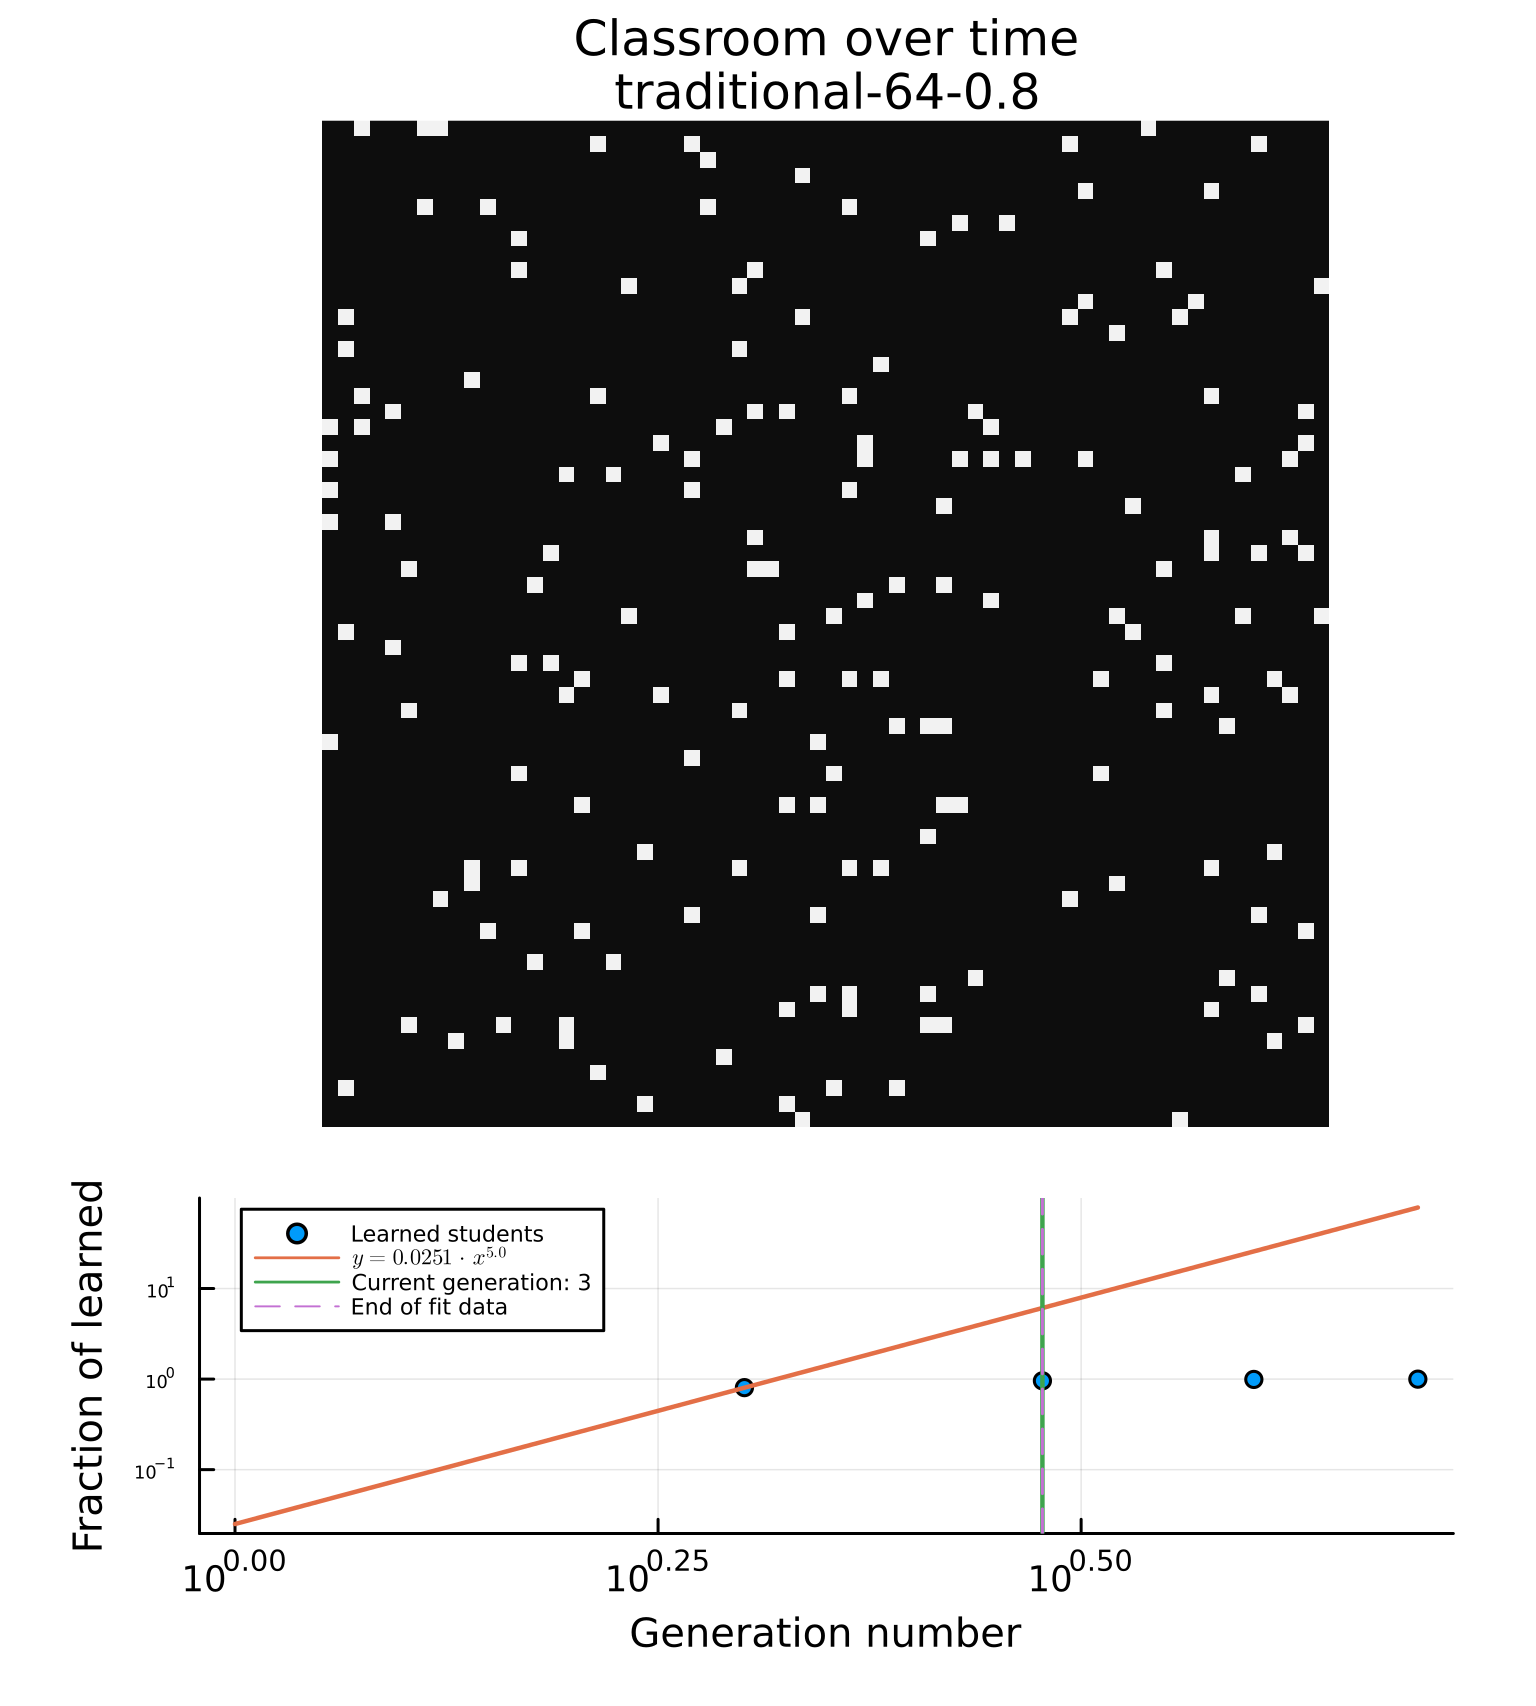 Classroom over time
traditional-64-0.8
Fraction of learned
Learned students
y = 0.0251 · x^5.0
Current generation: 3
End of fit data
10^1
10^0
10^−1
10^0.00
10^0.25
10^0.50
Generation number